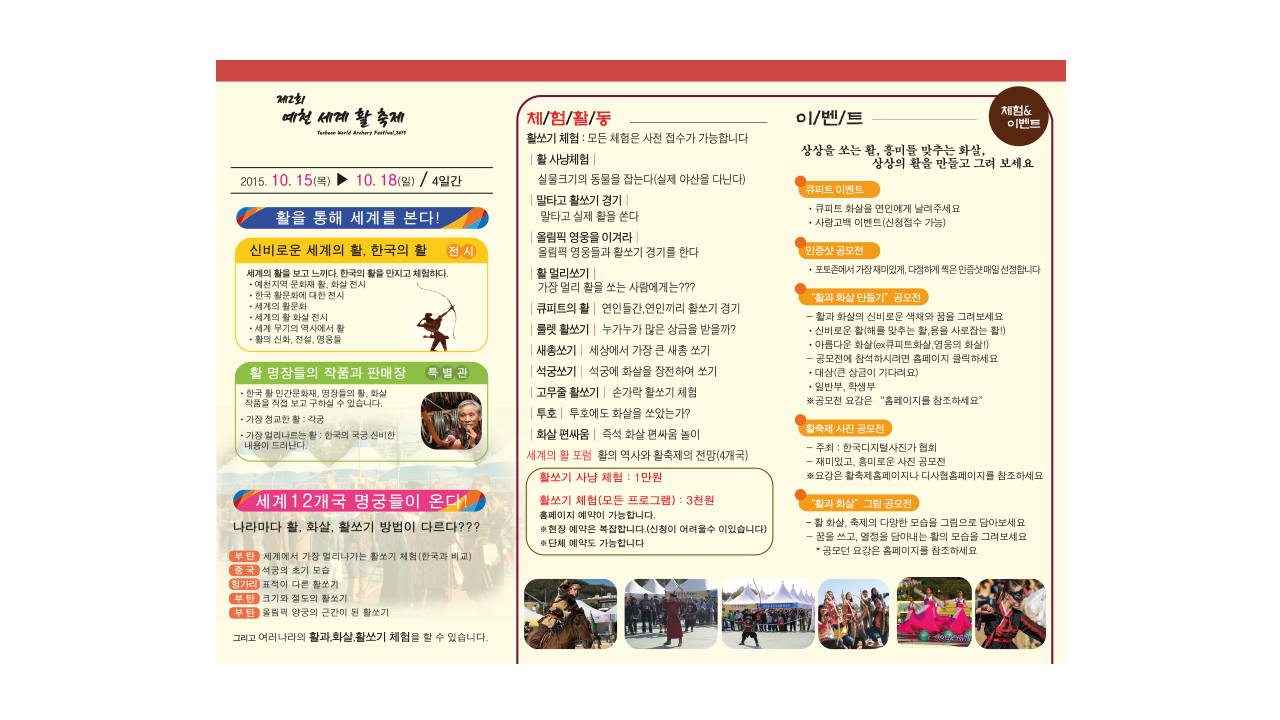 제2회
예천 세계 활 축제
Yecheon World Archery Festival,2015
2015. 10. 15(목) ▶ 10. 18(일) / 4일간
활을 통해 세계를 본다!
신비로운 세계의 활, 한국의 활 전시
세계의 활을 보고 느끼다. 한국의 활을 만지고 체험하다.
・예천지역 문화재 활, 화살 전시
・한국 활문화에 대한 전시
・세계의 활문화
・세계의 활 화살 전시
・세계 무기의 역사에서 활
・활의 신화, 전설, 영웅들
활 명장들의 작품과 판매장 특별관
・한국 활 인간문화재, 명장들의 활, 화살
작품을 직접 보고 구하실 수 있습니다.
・가장 정교한 활 : 각궁
・가장 멀리나르는 활 : 한국의 국궁 신비한
내용이 드러난다.
세계12개국 명궁들이 온다!
나라마다 활, 화살, 활쏘기 방법이 다르다???
부 탄 세계에서 가장 멀리나가는 활쏘기 체험(한국과 비교)
중 국 석궁의 초기 모습
헝가리 표적이 다른 활쏘기
부 탄 크기와 절도의 활쏘기
부 탄 올림픽 양궁의 근간이 된 활쏘기
그리고 여러나라의 활과,화살,활쏘기 체험을 할 수 있습니다.
체/험/활/동
활쏘기 체험 : 모든 체험은 사전 접수가 가능합니다
| 활 사냥체험 |
실물크기의 동물을 잡는다(실제 야산을 다닌다)
| 말타고 활쏘기 경기 |
말타고 실제 활을 쏜다
| 올림픽 영웅을 이겨라 |
올림픽 영웅들과 활쏘기 경기를 한다
| 활 멀리쏘기 |
가장 멀리 활을 쏘는 사람에게는???
| 큐피트의 활 | 연인들간,연인끼리 활쏘기 경기
| 룰렛 활쏘기 | 누가누가 많은 상금을 받을까?
| 새총쏘기 | 세상에서 가장 큰 새총 쏘기
| 석궁쏘기 | 석궁에 화살을 장전하여 쏘기
| 고무줄 활쏘기 | 손가락 활쏘기 체험
| 투호 | 투호에도 화살을 쏘았는가?
| 화살 편싸움 | 즉석 화살 편싸움 놀이
세계의 활 포럼 활의 역사와 활축제의 전망(4개국)
활쏘기 사냥 체험 : 1만원
활쏘기 체험(모든 프로그램) : 3천원
홈페이지 예약이 가능합니다.
※현장 예약은 복잡합니다.(신청이 어려울수 이있습니다)
※단체 예약도 가능합니다
체험&
이벤트
이/벤/트
상상을 쏘는 활, 흥미를 맞추는 화살,
상상의 활을 만들고 그려 보세요
큐피트 이벤트
・큐피트 화살을 연인에게 날려주세요
・사랑고백 이벤트(신청접수 가능)
인증샷 공모전
・포토존에서 가장 재미있게, 다정하게 찍은 인증샷 매일 선정합니다
“활과 화살 만들기” 공모전
– 활과 화살의 신비로운 색채와 꿈을 그려보세요
・신비로운 활(해를 맞추는 활,용을 사로잡는 활!)
・아름다운 화살(ex큐피트화살,영웅의 화살!)
– 공모전에 참석하시려면 홈페이지 클릭하세요
・대상(큰 상금이 기다려요)
・일반부, 학생부
※공모전 요강은 “홈페이지를 참조하세요”
활축제 사진 공모전
– 주최 : 한국디지털사진가 협회
– 재미있고, 흥미로운 사진 공모전
※요강은 활축제홈페이지나 디사협홈페이지를 참조하세요
“활과 화살” 그림 공모전
- 활 화살, 축제의 다양한 모습을 그림으로 담아보세요
– 꿈을 쓰고, 열정을 담아내는 활의 모습을 그려보세요
* 공모던 요강은 홈페이지를 참조하세요